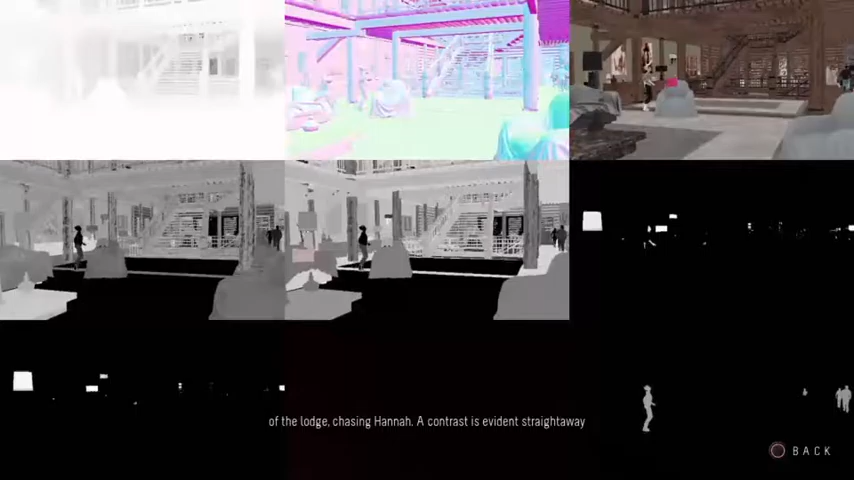 of the lodge, chasing Hannah. A contrast is evident straightaway
BACK